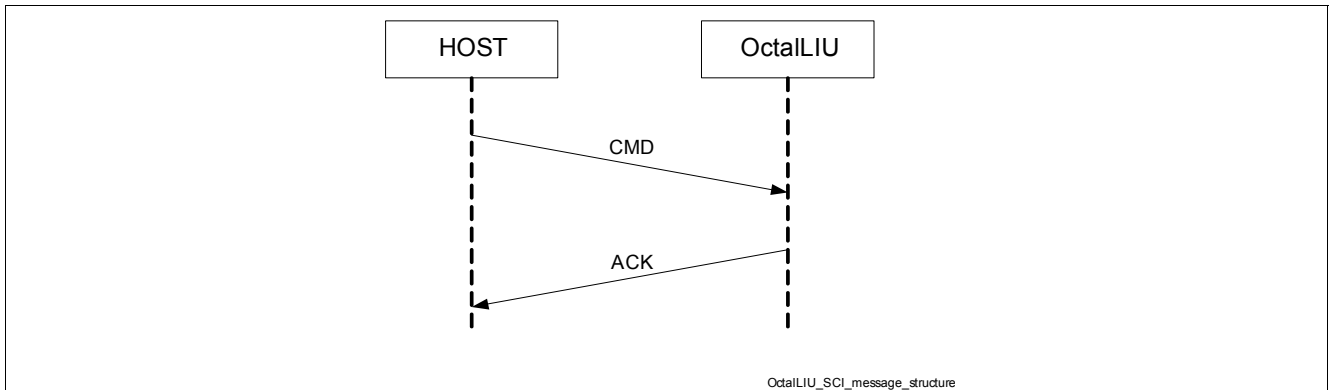 HOST
OctalLIU
CMD
ACK
OctalLIU_SCI_message_structure